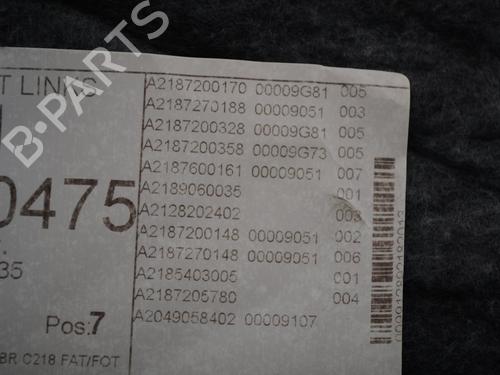 T LINKS
A2187200170 00009G81 005
A2187270188 00009051 003
A2187200328 00009G81 005
A2187200358 00009G73 005
A2187600161 00009051 007
A2189060035 001
A2128202402 003
A2187200148 00009051 002
A2187270148 00009051 006
A2185403005 001
A2187205780 004
A2049058402 00009107
0475
35
Pos:7
BR C218 FAT/FOT
B-PARTS